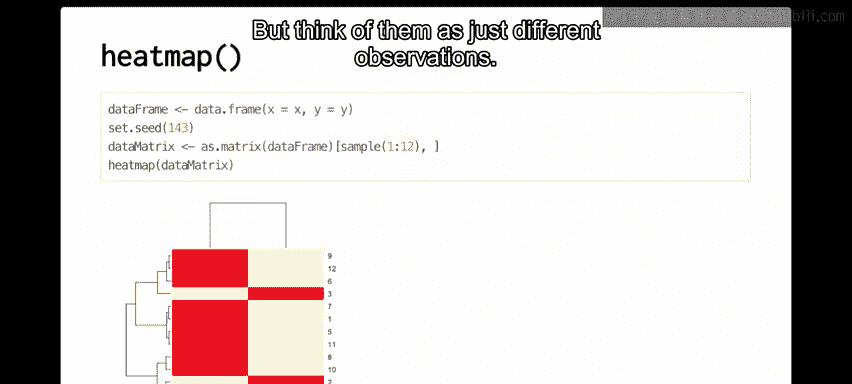 But think of them as just different
observations.
heatmap()
dataFrame <- data.frame(x = x, y = y)
set.seed(143)
dataMatrix <- as.matrix(dataFrame)[sample(1:12), ]
heatmap(dataMatrix)
9
12
6
3
7
1
5
11
8
10
2